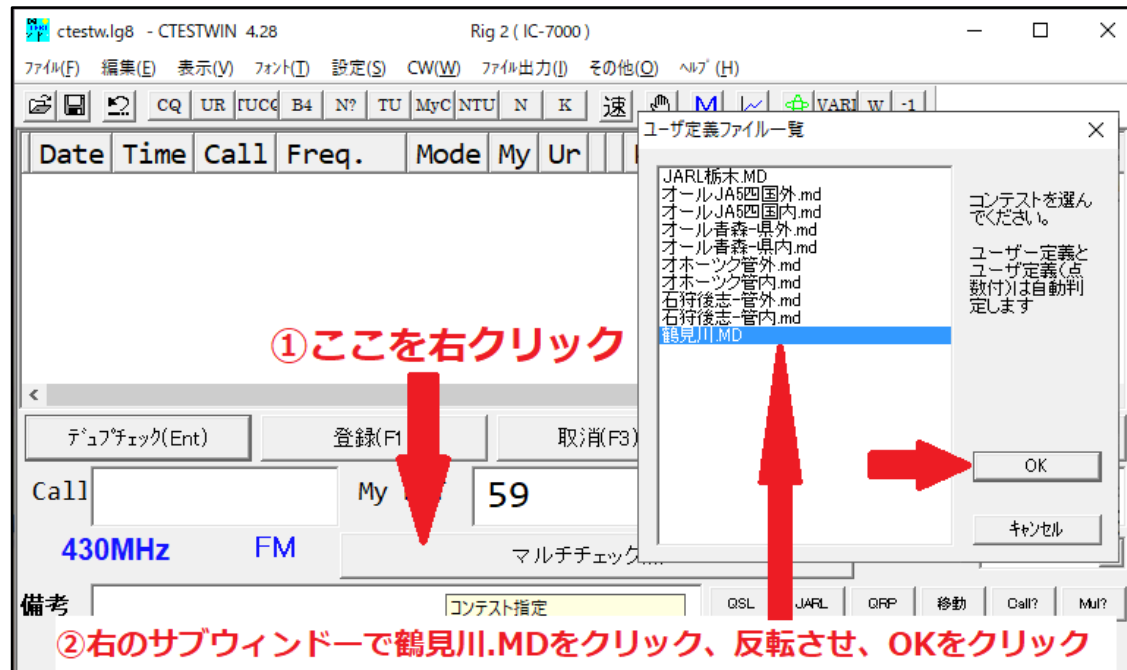 ctestw.lg8 - CTESTWIN 4.28 Rig 2 ( IC-7000 )
ファイル(F) 編集(E) 表示(V) フォント(T) 設定(S) CW(W) ファイル出力(I) その他(O) ヘルプ(H)
CQ UR B4 N? TU MyC NTU N K 速 M VARI W -1
Date Time Call Freq. Mode My Ur
ユーザ定義ファイル一覧
JARL栃木.MD
オールJA5四国外.md
オールJA5四国内.md
オール青森-県外.md
オール青森-県内.md
オホーツク管外.md
オホーツク管内.md
石狩後志-管外.md
石狩後志-管内.md
鶴見川.MD
コンテストを選ん
でください。
ユーザー定義と
ユーザ定義(点
数付)は自動判
定します
OK
キャンセル
①ここを右クリック
デュプチェック(Ent) 登録(F1 取消(F3)
Call My 59
430MHz FM マルチチェック
備考 コンテスト指定 QSL JARL QRP 移動 Call? Mul?
②右のサブウィンドーで鶴見川.MDをクリック、反転させ、OKをクリック